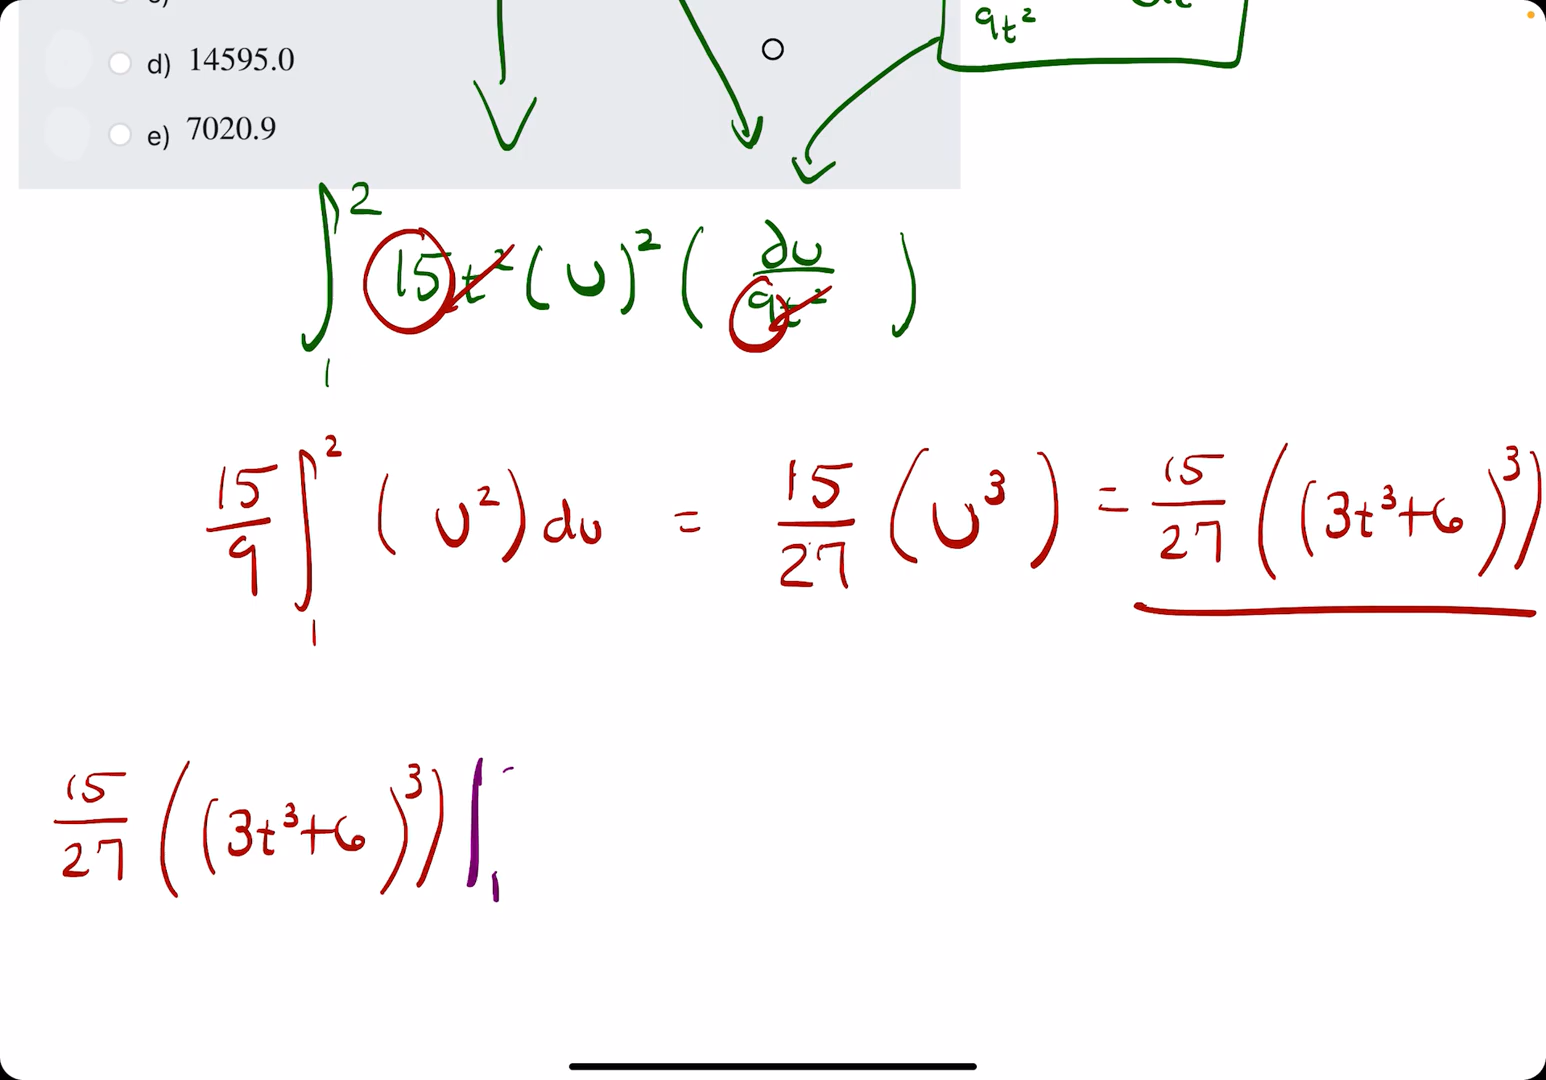 9t²
d) 14595.0
e) 7020.9
∫₁² 15t² (u)² (du/9t²)
15/9 ∫₁² (u²) du = 15/27 (u³) = 15/27 ((3t³+6)³)
15/27 ((3t³+6)³) |₁